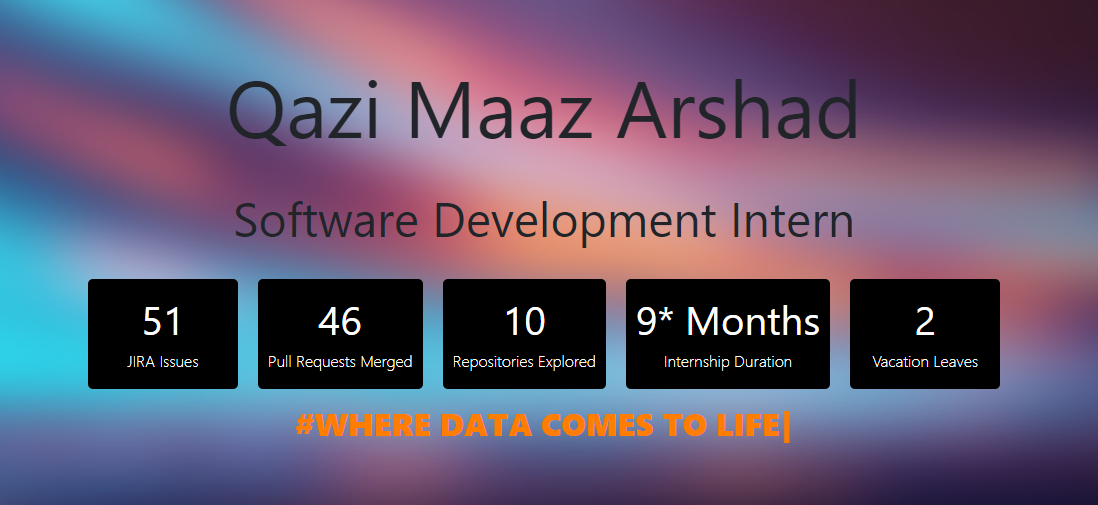 Qazi Maaz Arshad
Software Development Intern
51
JIRA Issues
46
Pull Requests Merged
10
Repositories Explored
9* Months
Internship Duration
2
Vacation Leaves
#WHERE DATA COMES TO LIFE|